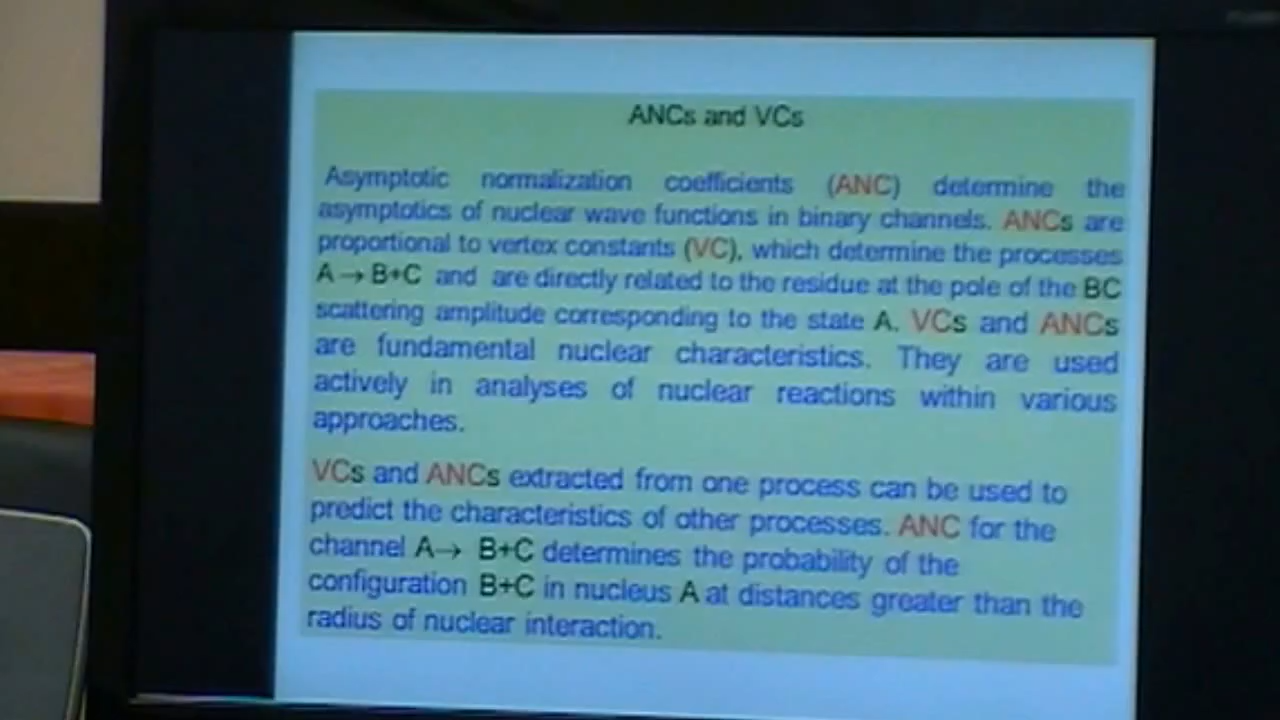 ANCs and VCs
Asymptotic normalization coefficients (ANC) determine the
asymptotics of nuclear wave functions in binary channels. ANCs are
proportional to vertex constants (VC), which determine the processes
A → B+C and are directly related to the residue at the pole of the BC
scattering amplitude corresponding to the state A. VCs and ANCs
are fundamental nuclear characteristics. They are used
actively in analyses of nuclear reactions within various
approaches.
VCs and ANCs extracted from one process can be used to
predict the characteristics of other processes. ANC for the
channel A→ B+C determines the probability of the
configuration B+C in nucleus A at distances greater than the
radius of nuclear interaction.